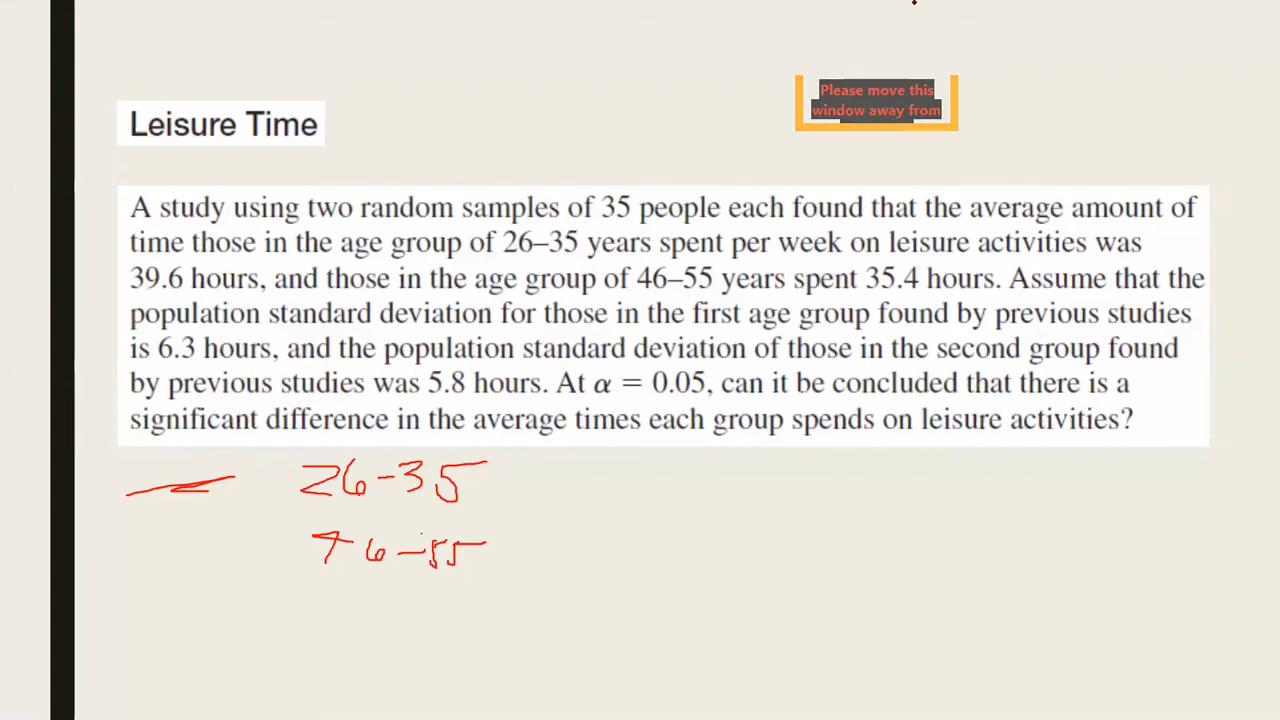 Please move this
window away from
Leisure Time
A study using two random samples of 35 people each found that the average amount of
time those in the age group of 26–35 years spent per week on leisure activities was
39.6 hours, and those in the age group of 46–55 years spent 35.4 hours. Assume that the
population standard deviation for those in the first age group found by previous studies
is 6.3 hours, and the population standard deviation of those in the second group found
by previous studies was 5.8 hours. At α = 0.05, can it be concluded that there is a
significant difference in the average times each group spends on leisure activities?
26-35
46-55